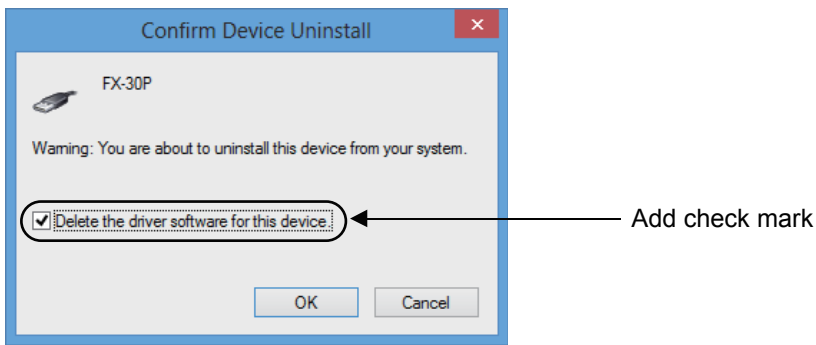 Confirm Device Uninstall
FX-30P
Warning: You are about to uninstall this device from your system.
Delete the driver software for this device.
Add check mark
OK
Cancel